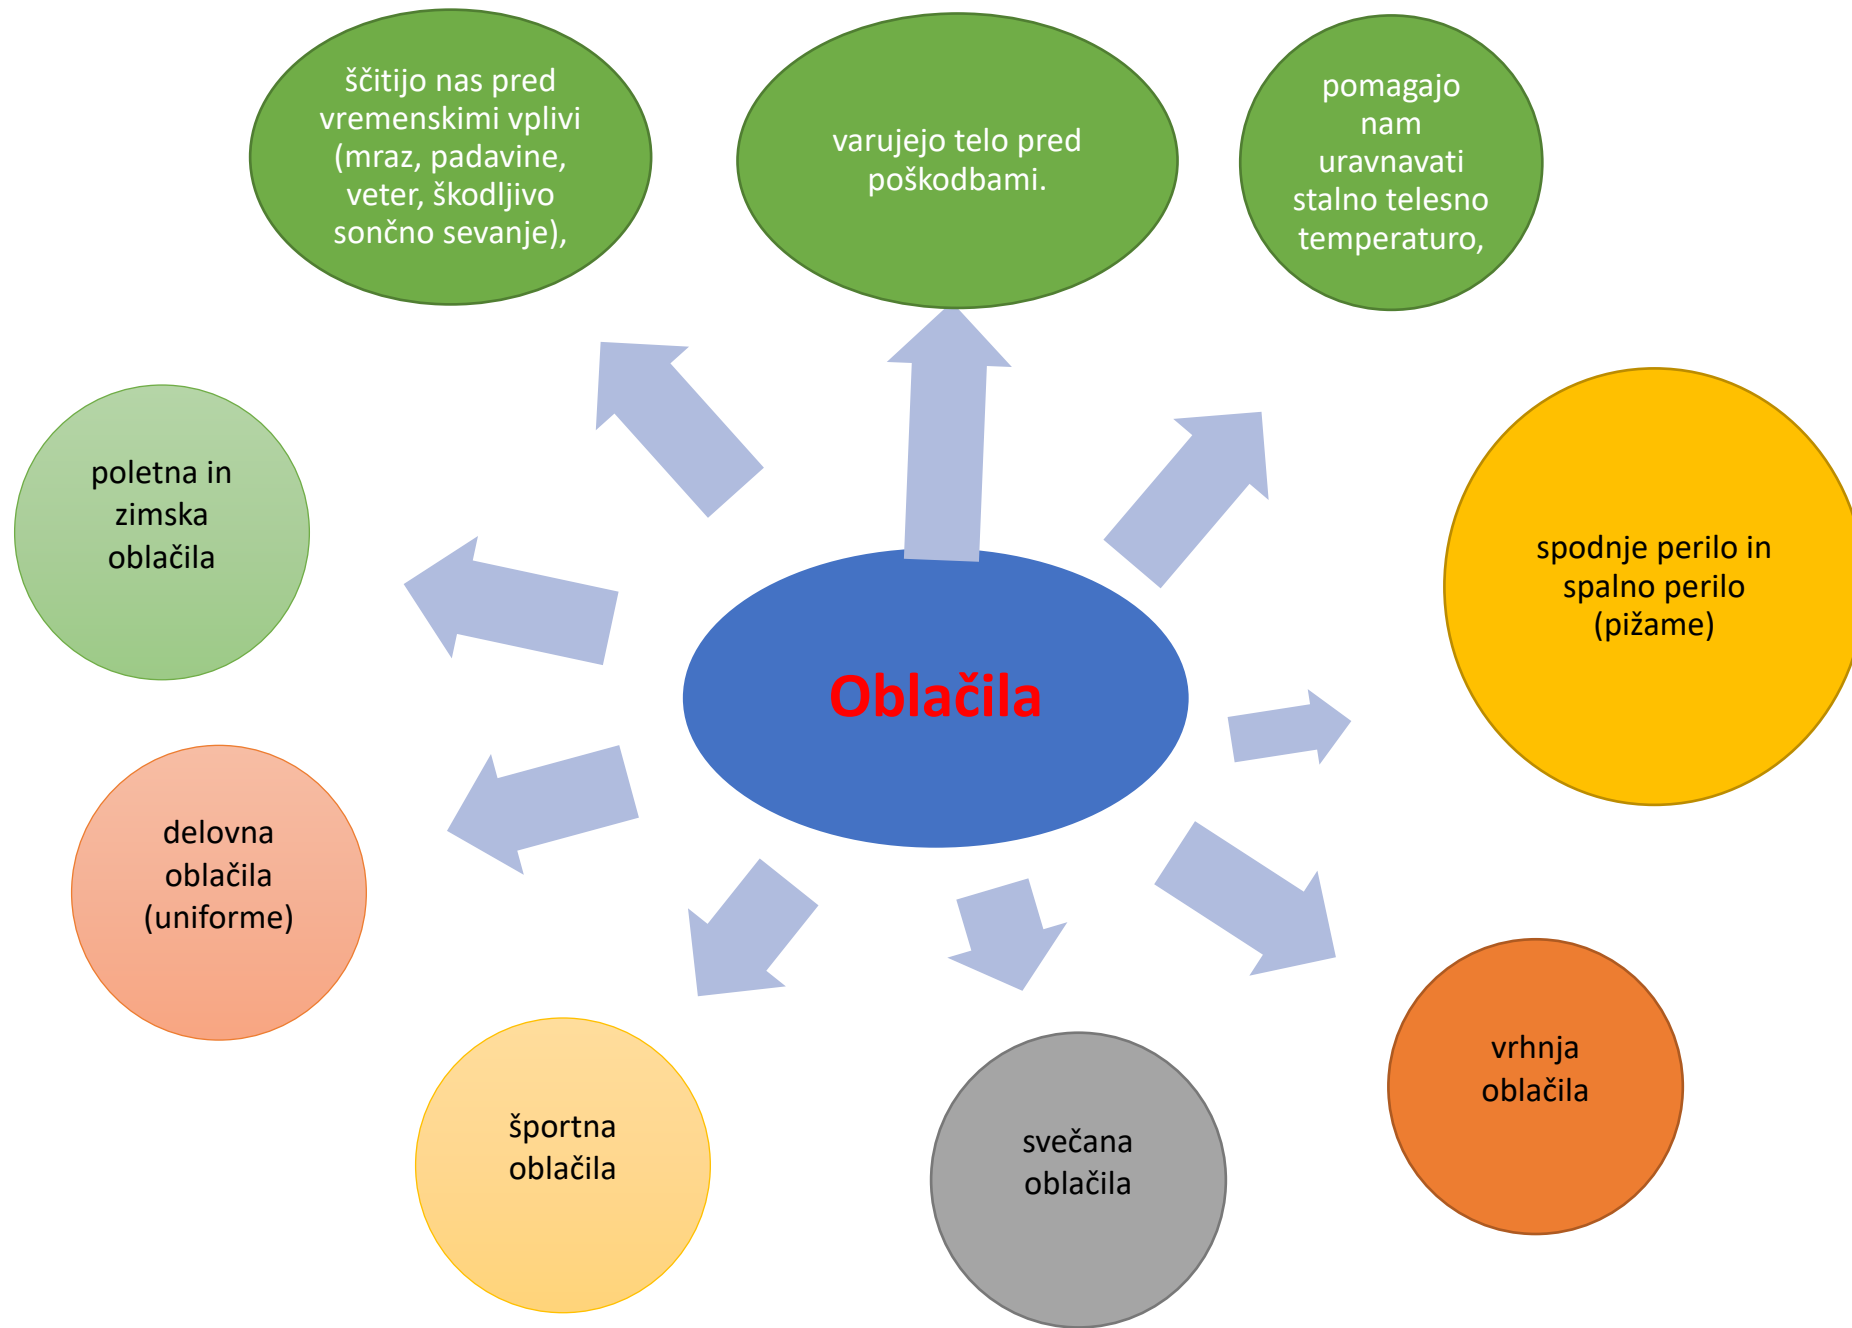 ščitijo nas pred
vremenskimi vplivi
(mraz, padavine,
veter, škodljivo
sončno sevanje),
varujejo telo pred
poškodbami.
pomagajo
nam
uravnavati
stalno telesno
temperaturo,
poletna in
zimska
oblačila
spodnje perilo in
spalno perilo
(pižame)
Oblačila
delovna
oblačila
(uniforme)
vrhnja
oblačila
športna
oblačila
svečana
oblačila